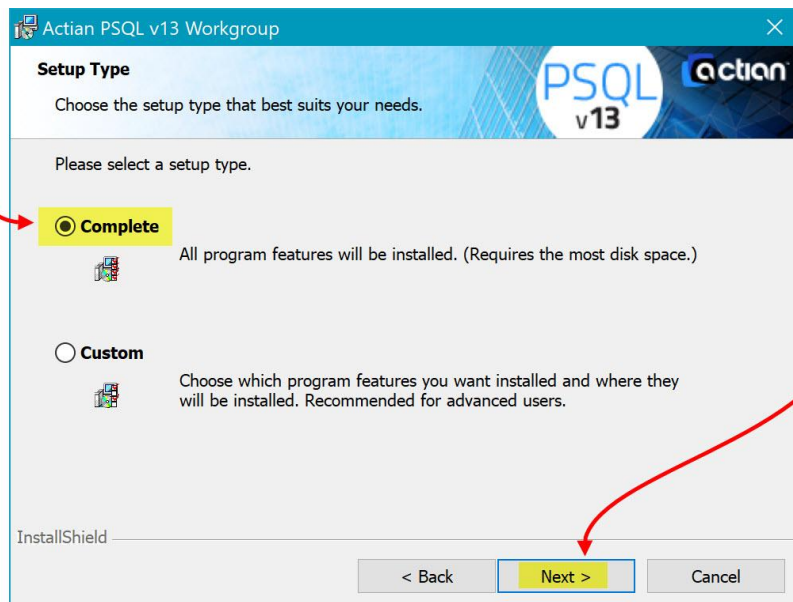 Actian PSQL v13 Workgroup
Setup Type
Choose the setup type that best suits your needs.
PSQL
v13
actian
Please select a setup type.
Complete
All program features will be installed. (Requires the most disk space.)
Custom
Choose which program features you want installed and where they
will be installed. Recommended for advanced users.
InstallShield
< Back
Next >
Cancel